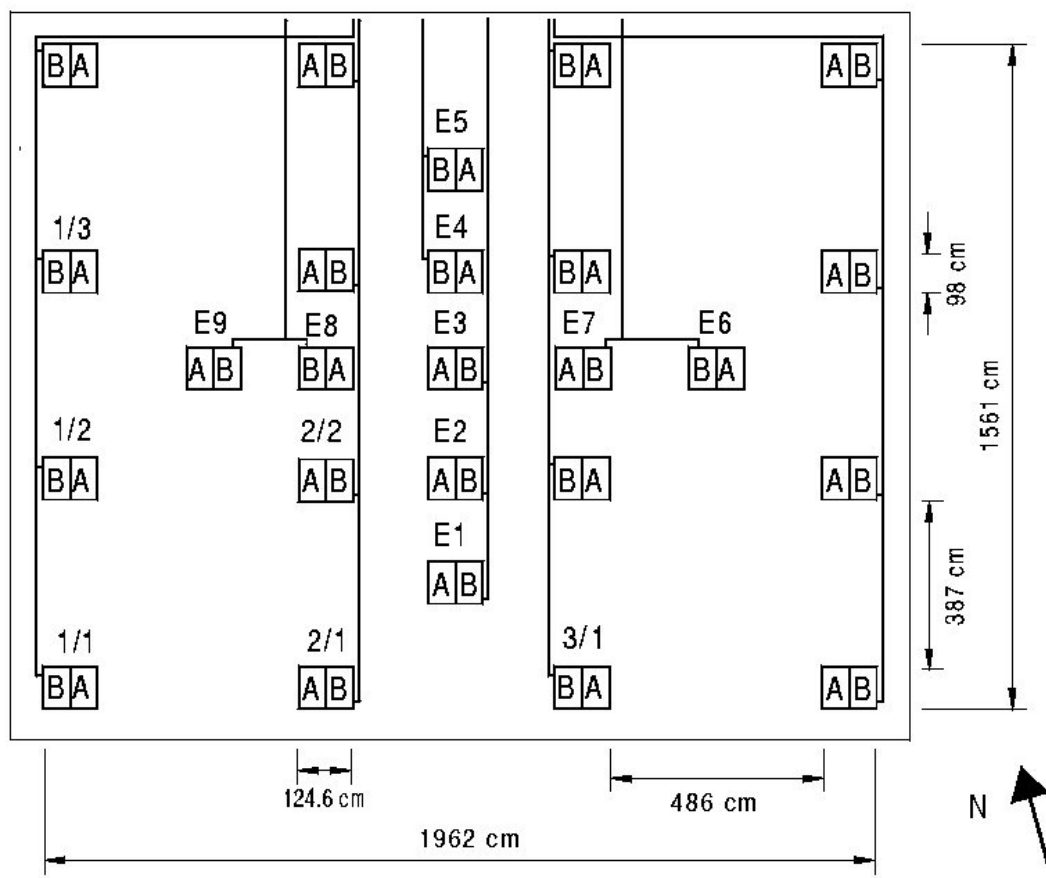 B A A B B A A B
E5
B A
1/3 E4
B A A B B A B A A B
98 cm
E9 E8 E3 E7 E6
A B B A A B A B B A
1561 cm
1/2 2/2 E2
B A A B A B B A A B
E1
A B
387 cm
1/1 2/1 3/1
B A A B B A A B
124.6 cm 486 cm
N
1962 cm